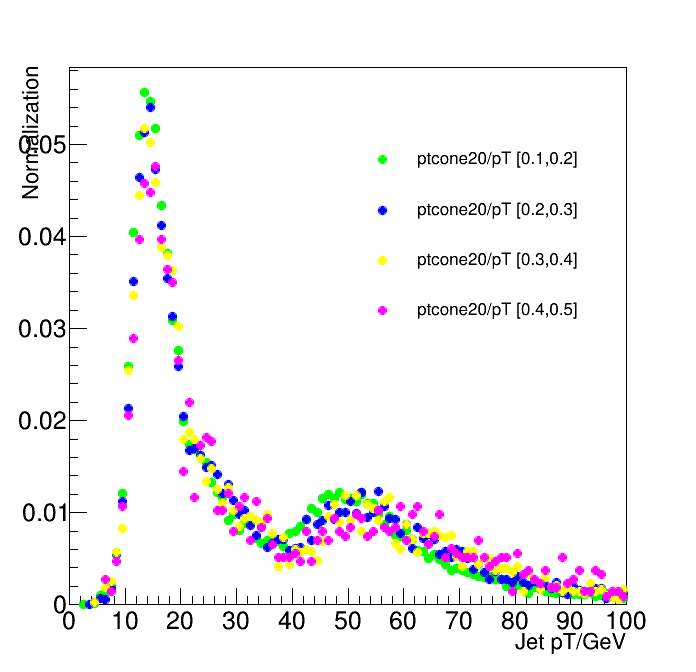 Normalization
0.05
0.04
0.03
0.02
0.01
0
ptcone20/pT [0.1,0.2]
ptcone20/pT [0.2,0.3]
ptcone20/pT [0.3,0.4]
ptcone20/pT [0.4,0.5]
0 10 20 30 40 50 60 70 80 90 100
Jet pT/GeV